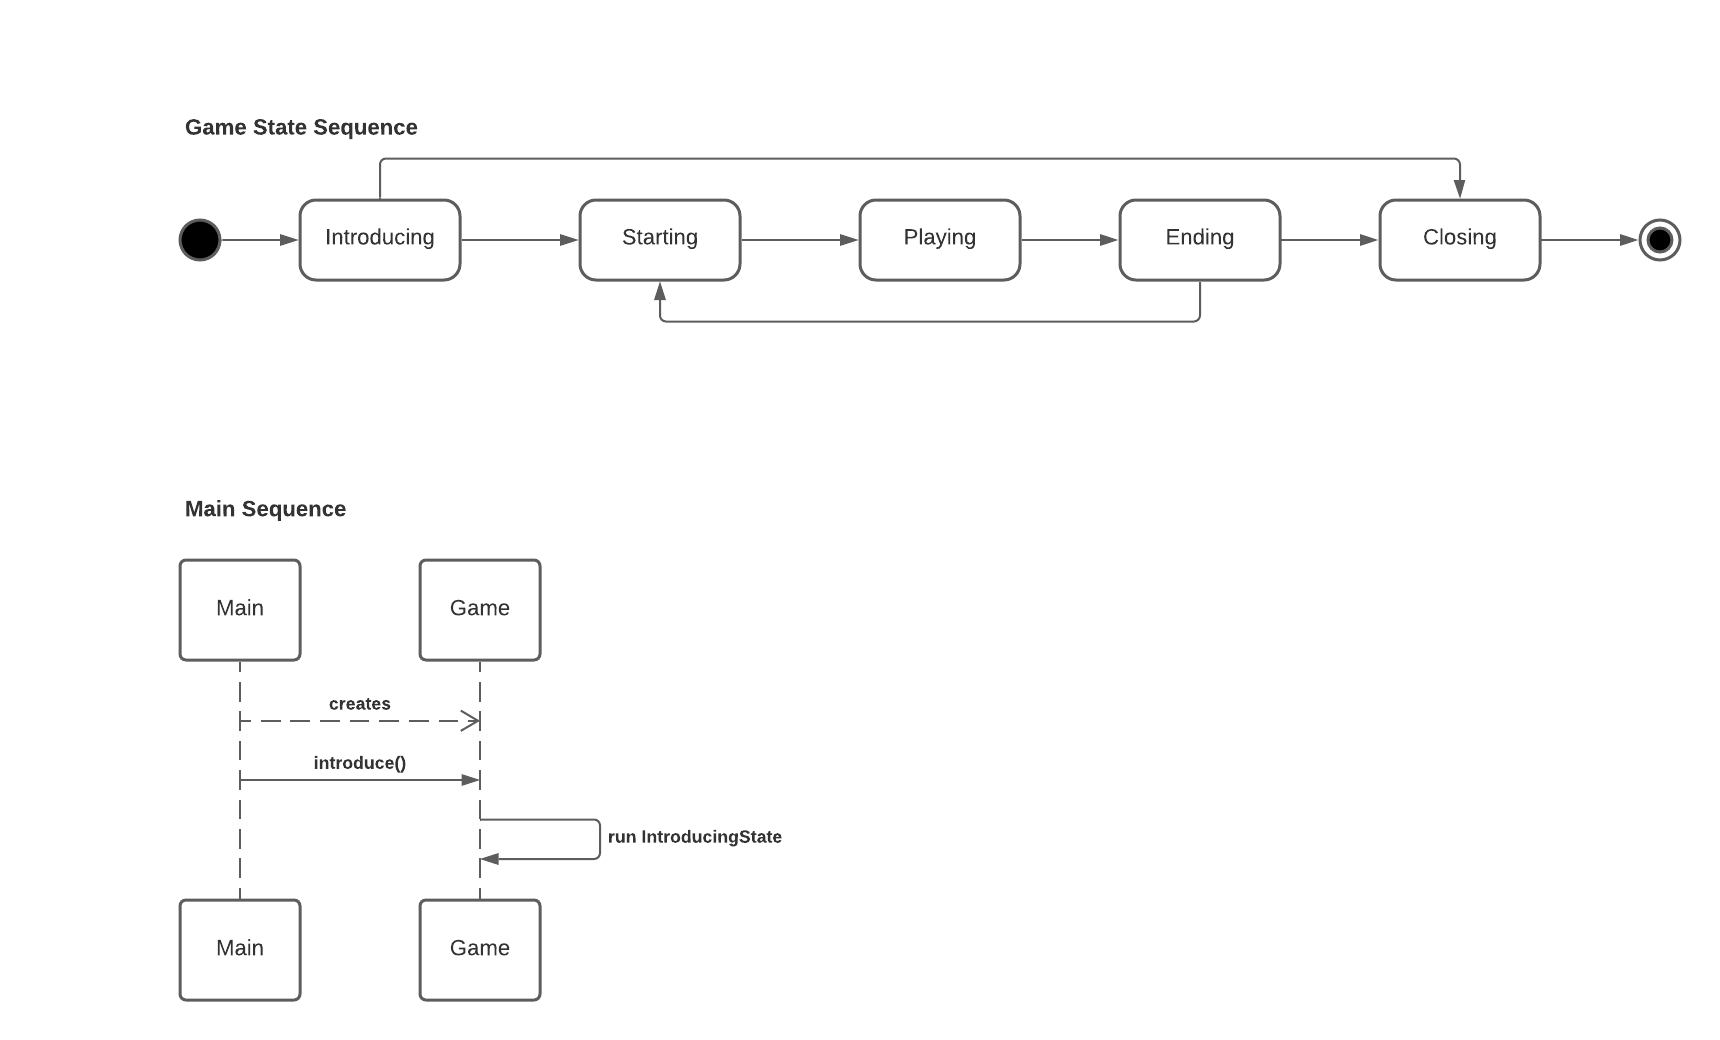 Game State Sequence
Introducing
Starting
Playing
Ending
Closing
Main Sequence
Main
Game
creates
introduce()
run IntroducingState
Main
Game